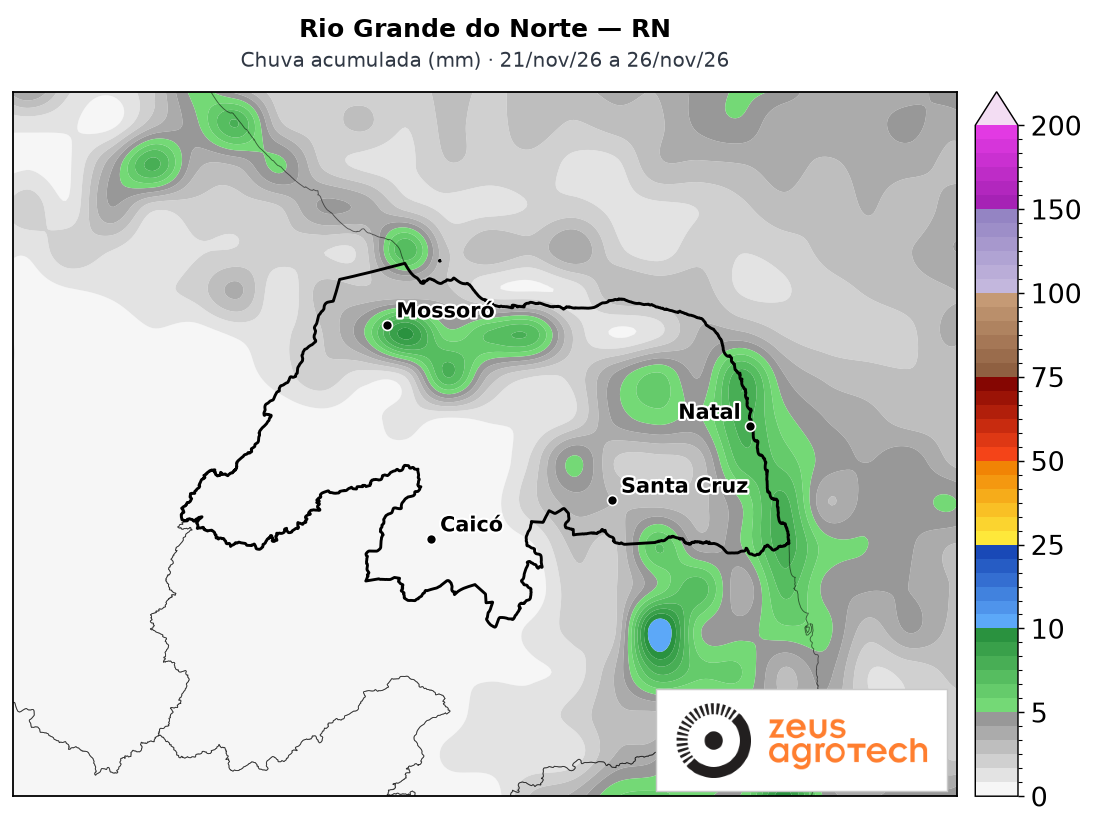 Rio Grande do Norte — RN
Chuva acumulada (mm) · 21/nov/26 a 26/nov/26
200
150
100
75
50
25
10
5
0
Mossoró
Natal
Santa Cruz
Caicó
zeus
agrotech